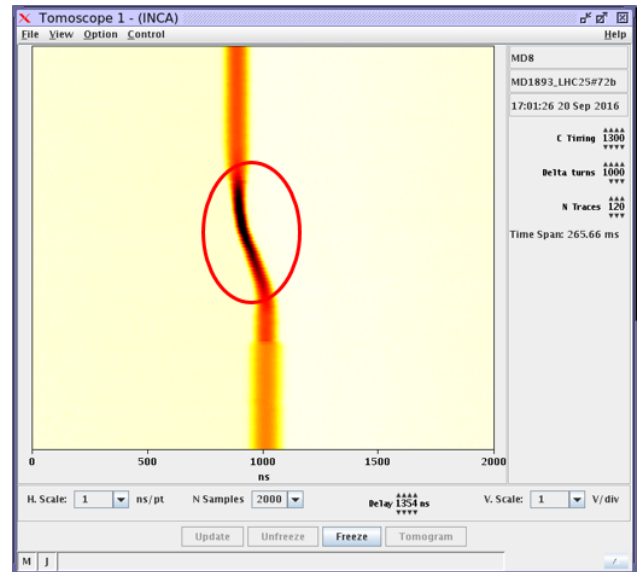 Tomoscope 1 - (INCA)
File View Option Control Help
MD8
MD1893_LHC25#72b
17:01:26 20 Sep 2016
C Timing 1300
Delta turns 1000
N Traces 120
Time Span: 265.66 ms
0 500 1000 1500 2000
ns
H. Scale: 1 ns/pt N Samples 2000 Delay 1354 ns V. Scale: 1 V/div
Update Unfreeze Freeze Tomogram
M J